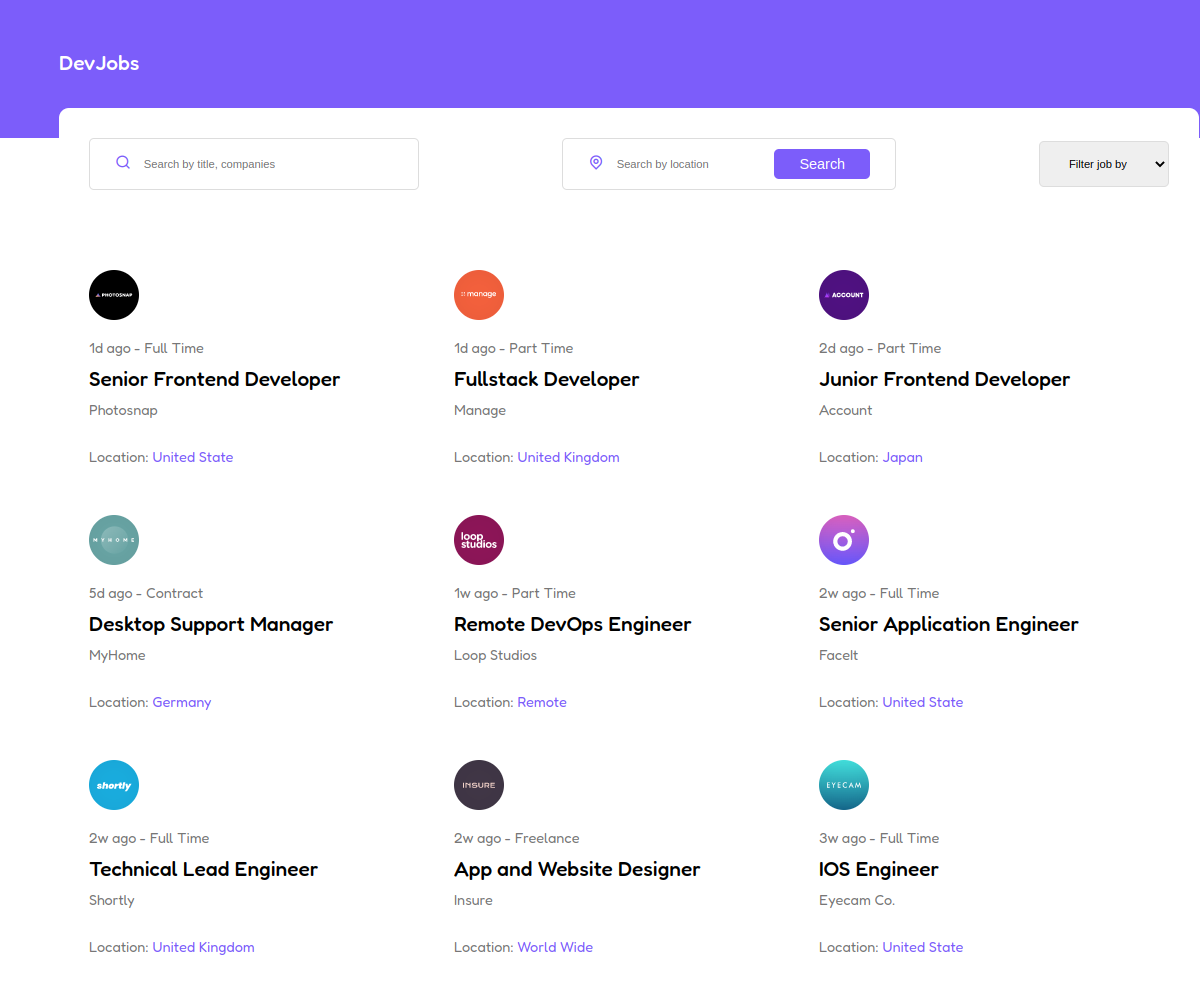 DevJobs
Search by title, companies
Search by location
Search
Filter job by
PHOTOSNAP
manage
ACCOUNT
1d ago - Full Time
1d ago - Part Time
2d ago - Part Time
Senior Frontend Developer
Fullstack Developer
Junior Frontend Developer
Photosnap
Manage
Account
Location: United State
Location: United Kingdom
Location: Japan
MYHOME
loop
studios
5d ago - Contract
1w ago - Part Time
2w ago - Full Time
Desktop Support Manager
Remote DevOps Engineer
Senior Application Engineer
MyHome
Loop Studios
FaceIt
Location: Germany
Location: Remote
Location: United State
shortly
INSURE
EYECAM
2w ago - Full Time
2w ago - Freelance
3w ago - Full Time
Technical Lead Engineer
App and Website Designer
IOS Engineer
Shortly
Insure
Eyecam Co.
Location: United Kingdom
Location: World Wide
Location: United State